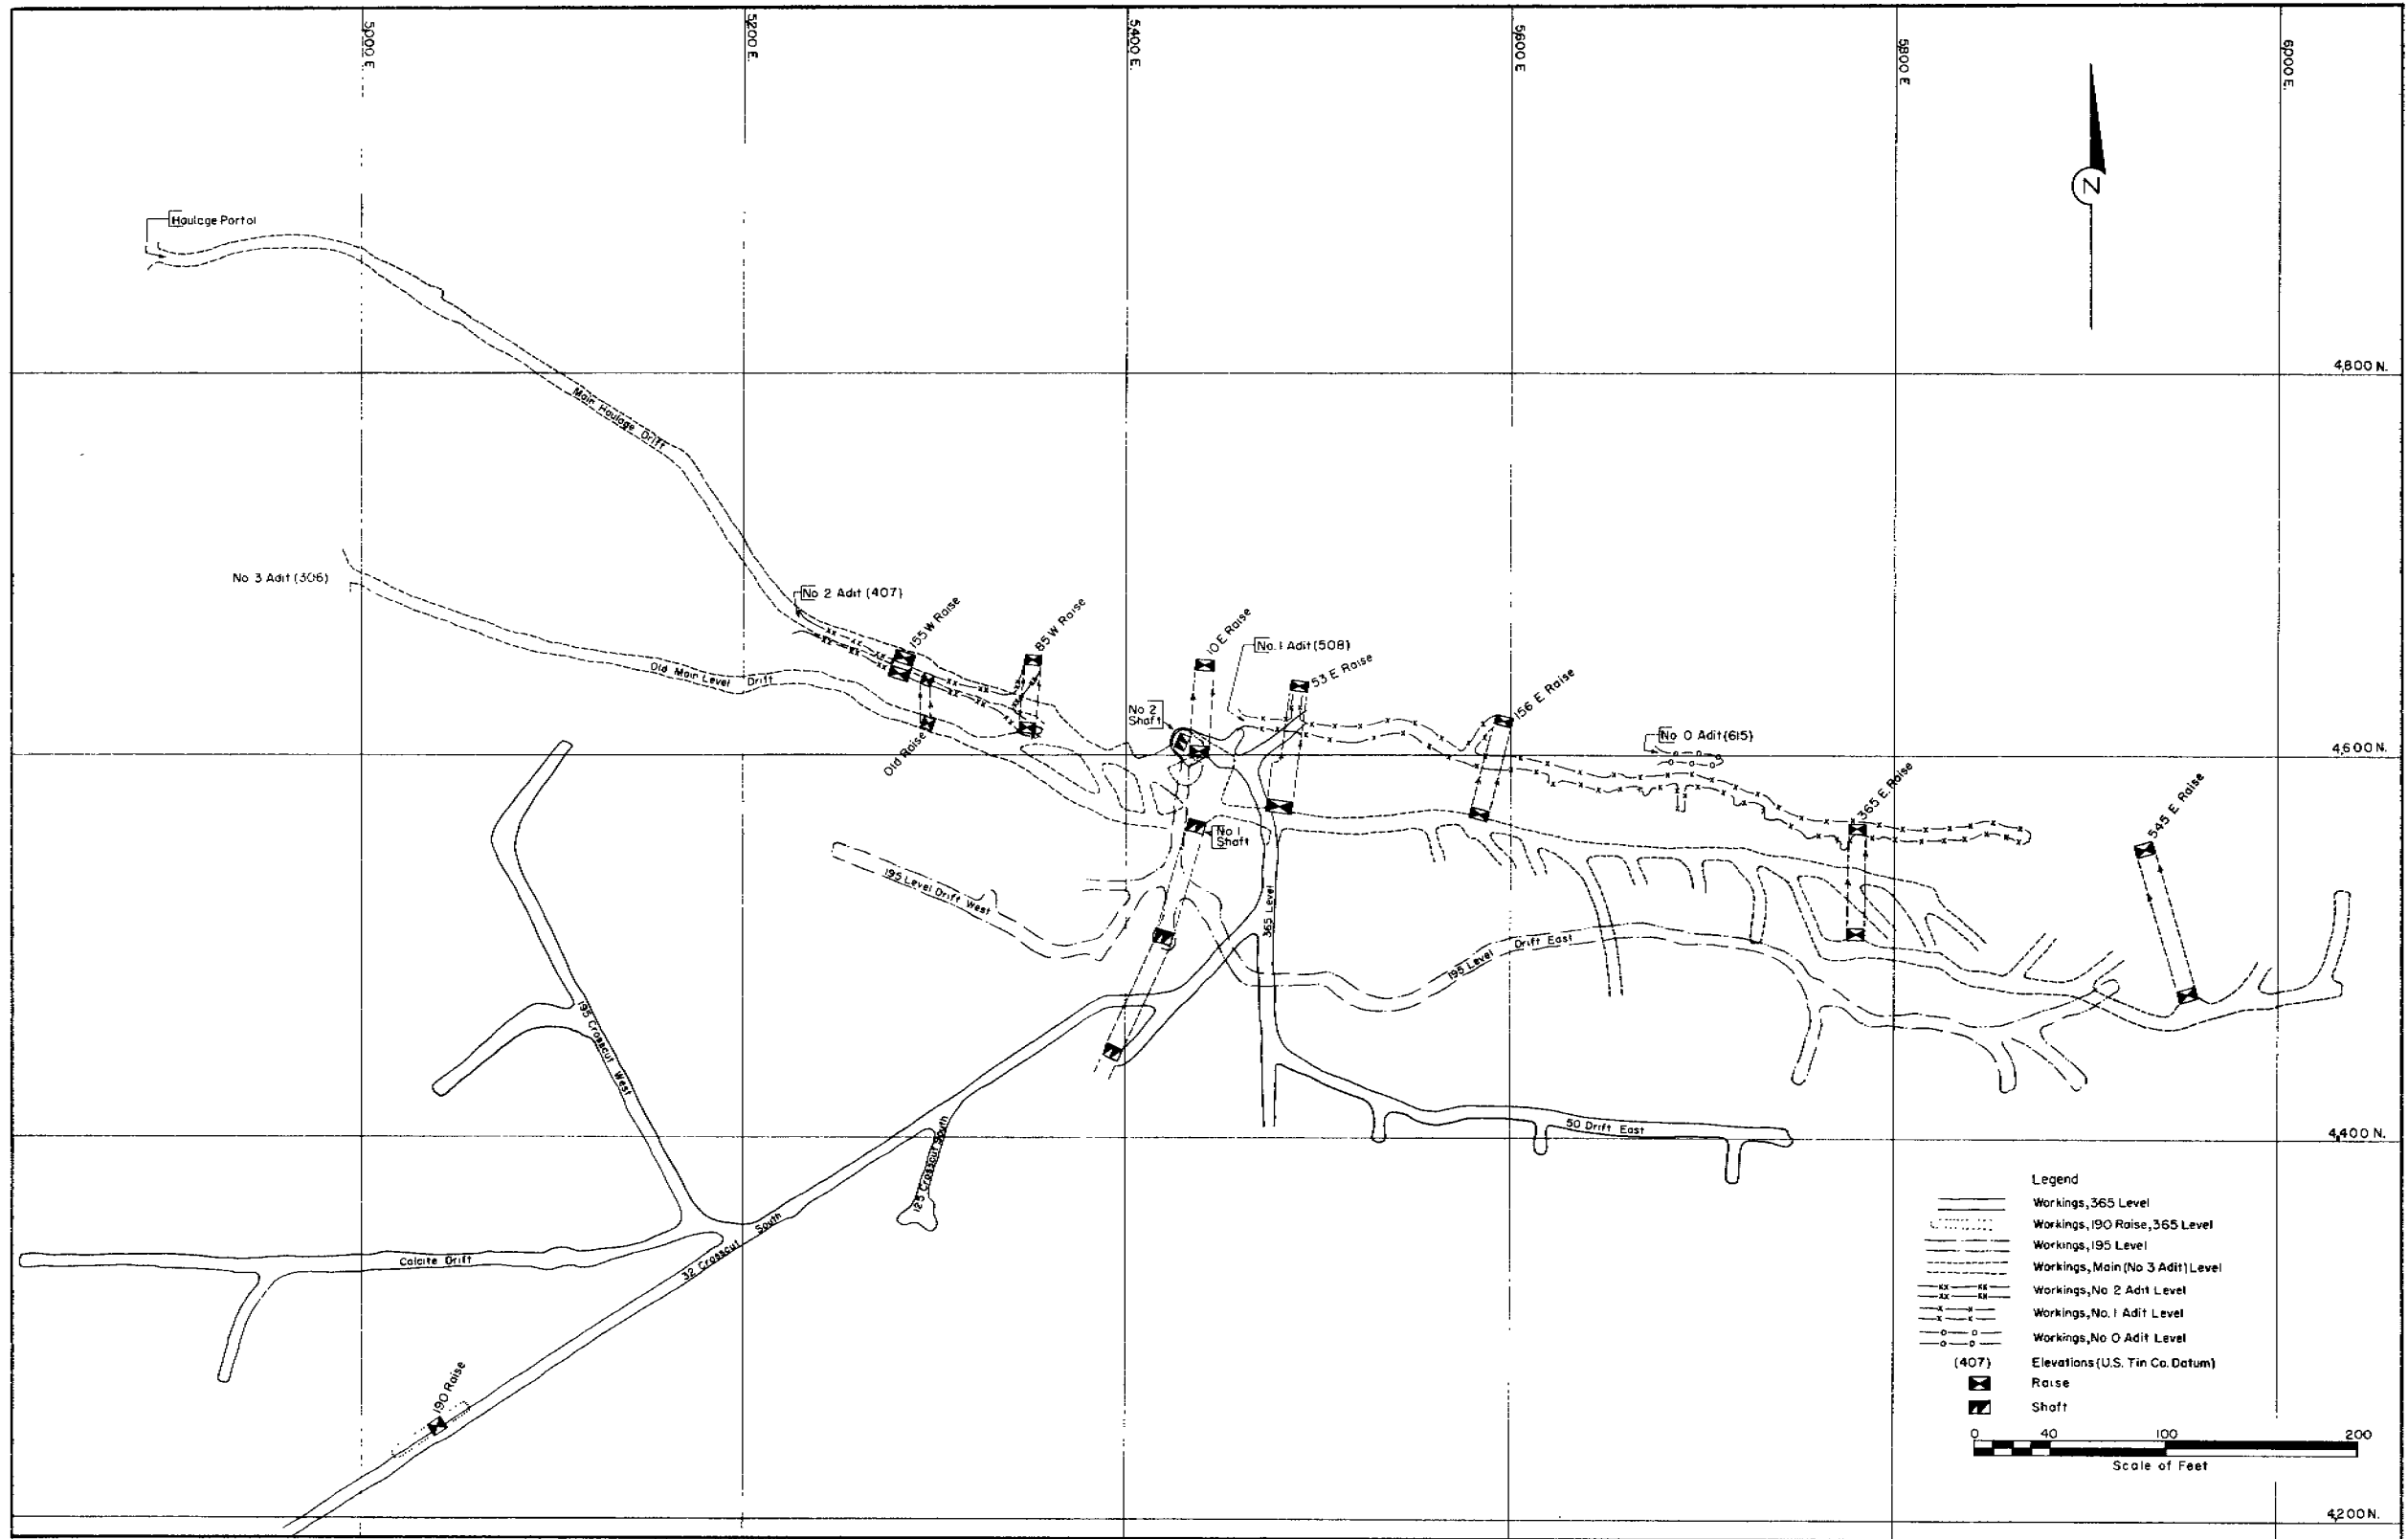 5000 E.
5200 E.
5400 E.
5600 E
5800 E
6000 E.
Haulage Portal
N
4,800 N.
Main Haulage Drift
No 3 Adit (306)
No 2 Adit (407)
155 W Raise
85 W Raise
10 E Raise
No. 1 Adit (508)
53 E Raise
156 E Raise
Old Main Level Drift
No 2
Shaft
No 0 Adit (615)
4,600 N.
Old Raise
365 E. Raise
545 E Raise
No 1
Shaft
195 Level Drift West
365 Level
195 Level Drift East
195 Crosscut West
125 Crosscut South
50 Drift East
4,400 N.
32 Crosscut South
Calcite Drift
190 Raise
Legend
Workings, 365 Level
Workings, 190 Raise, 365 Level
Workings, 195 Level
Workings, Main (No 3 Adit) Level
Workings, No 2 Adit Level
Workings, No. 1 Adit Level
Workings, No 0 Adit Level
(407) Elevations (U.S. Tin Co. Datum)
Raise
Shaft
0 40 100 200
Scale of Feet
4,200 N.